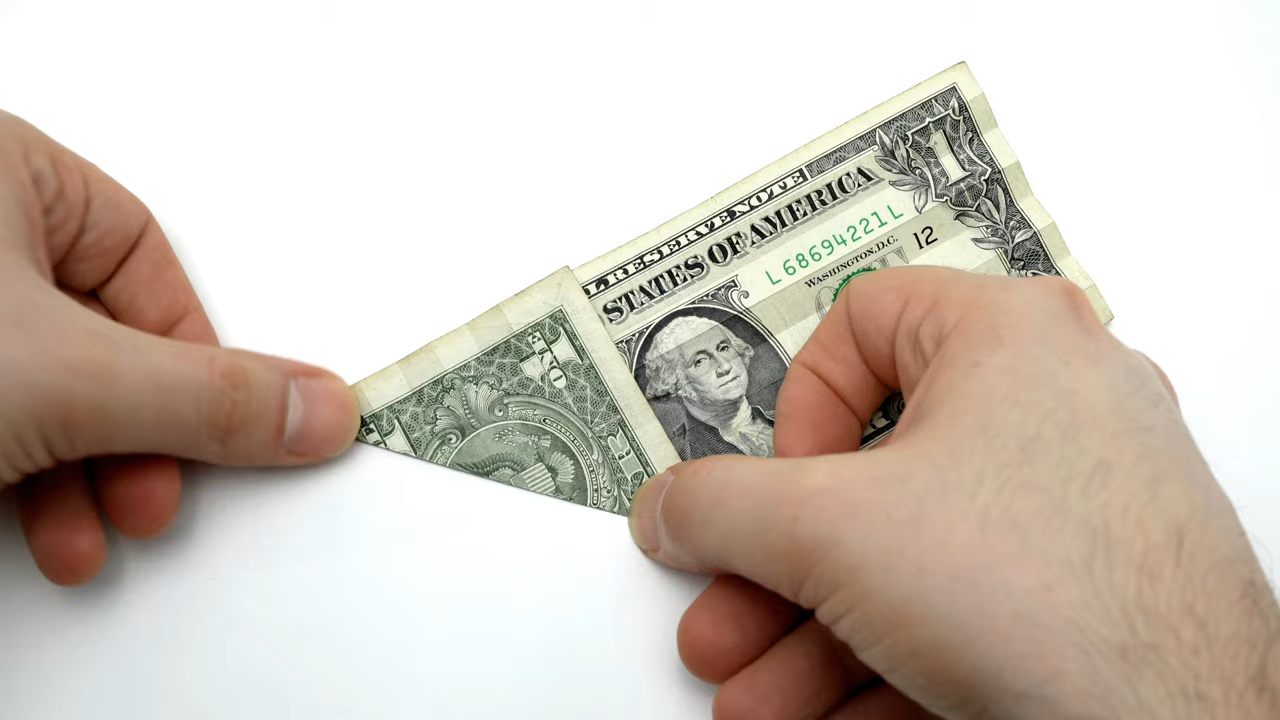 L RESERVE NOTE
STATES OF AMERICA
L68694221L
WASHINGTON, D.C.
12
1
ONE